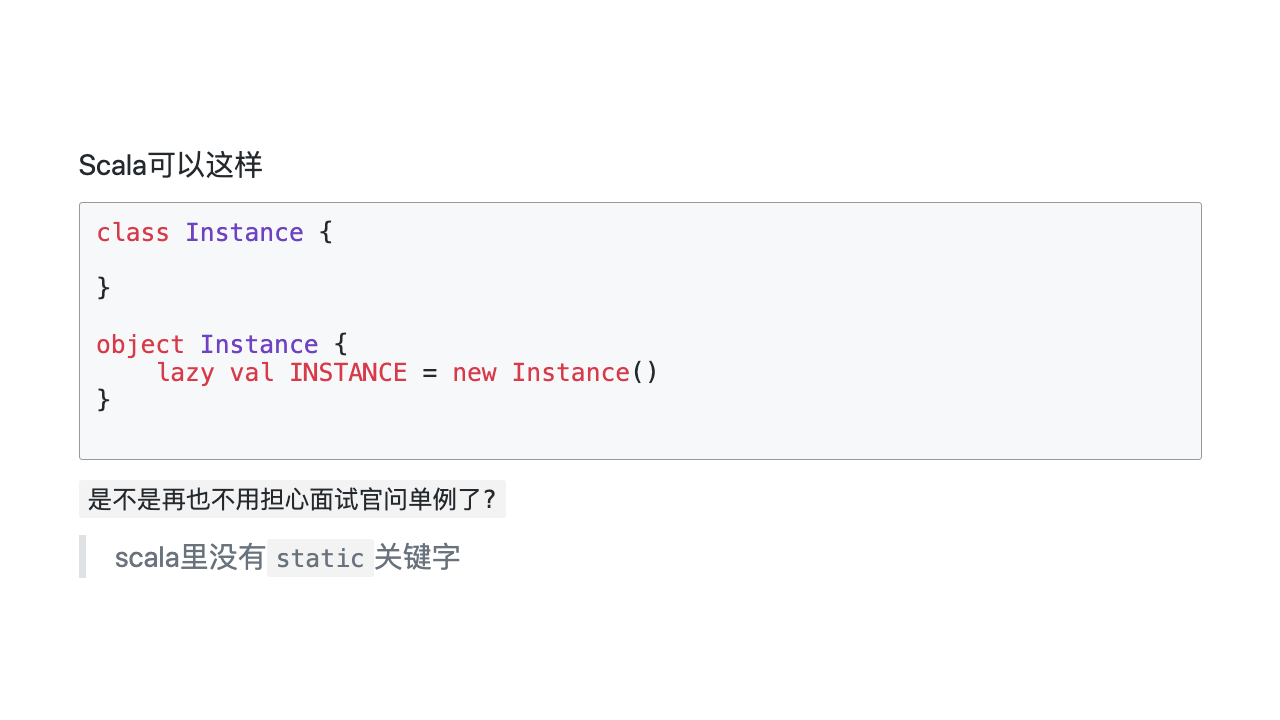 Scala可以这样
class Instance {
}
object Instance {
    lazy val INSTANCE = new Instance()
}
是不是再也不用担心面试官问单例了?
scala里没有static关键字